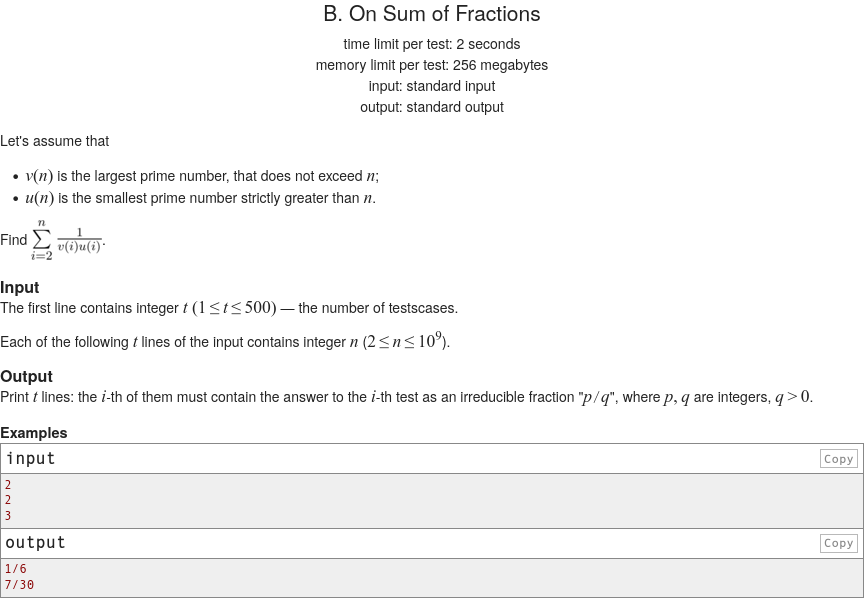 B. On Sum of Fractions
time limit per test: 2 seconds
memory limit per test: 256 megabytes
input: standard input
output: standard output
Let's assume that
• v(n) is the largest prime number, that does not exceed n;
• u(n) is the smallest prime number strictly greater than n.
Find \sum_{i=2}^{n} \frac{1}{v(i)u(i)}.
Input
The first line contains integer t (1 ≤ t ≤ 500) — the number of testscases.
Each of the following t lines of the input contains integer n (2 ≤ n ≤ 10^9).
Output
Print t lines: the i-th of them must contain the answer to the i-th test as an irreducible fraction "p/q", where p, q are integers, q > 0.
Examples
input Copy
2
2
3
output Copy
1/6
7/30